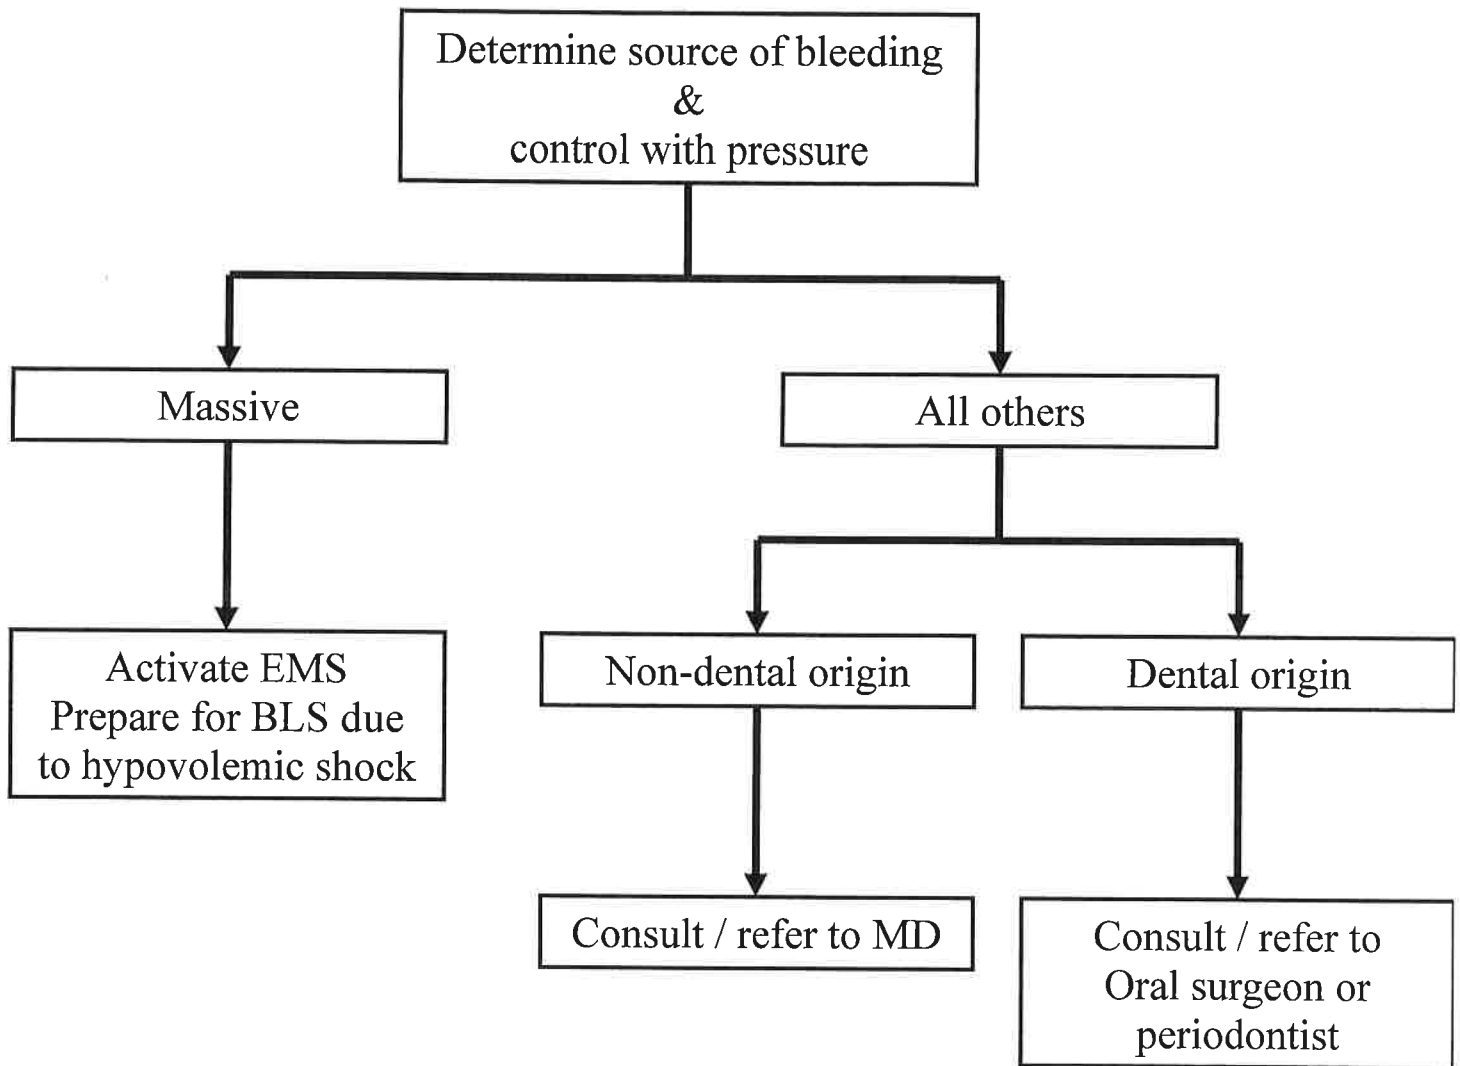 Determine source of bleeding
&
control with pressure
Massive
All others
Activate EMS
Prepare for BLS due
to hypovolemic shock
Non-dental origin
Dental origin
Consult / refer to MD
Consult / refer to
Oral surgeon or
periodontist